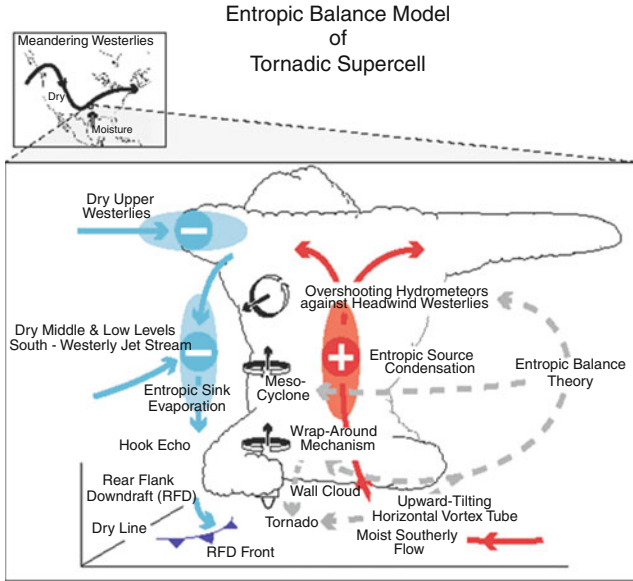 Entropic Balance Model
of
Tornadic Supercell
Meandering Westerlies
Dry
Moisture
Dry Upper
Westerlies
Overshooting Hydrometeors
against Headwind Westerlies
Dry Middle & Low Levels
South - Westerly Jet Stream
Entropic Source
Condensation
Entropic Balance
Theory
Entropic Sink
Evaporation
Meso-
Cyclone
Hook Echo
Wrap-Around
Mechanism
Rear Flank
Downdraft (RFD)
Wall Cloud
Upward-Tilting
Horizontal Vortex Tube
Dry Line
Tornado
Moist Southerly
Flow
RFD Front